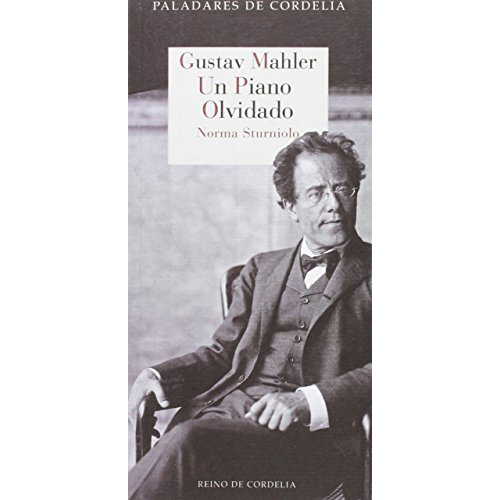 PALADARES DE CORDELIA
Gustav Mahler
Un Piano
Olvidado
Norma Sturniolo
REINO DE CORDELIA